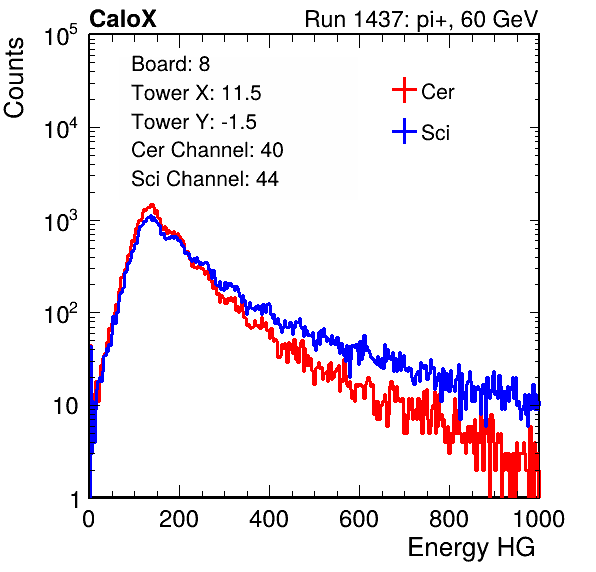 CaloX Run 1437: pi+, 60 GeV
Counts
Board: 8
Tower X: 11.5
Tower Y: -1.5
Cer Channel: 40
Sci Channel: 44
Cer
Sci
10^5
10^4
10^3
10^2
10
1
0 200 400 600 800 1000
Energy HG